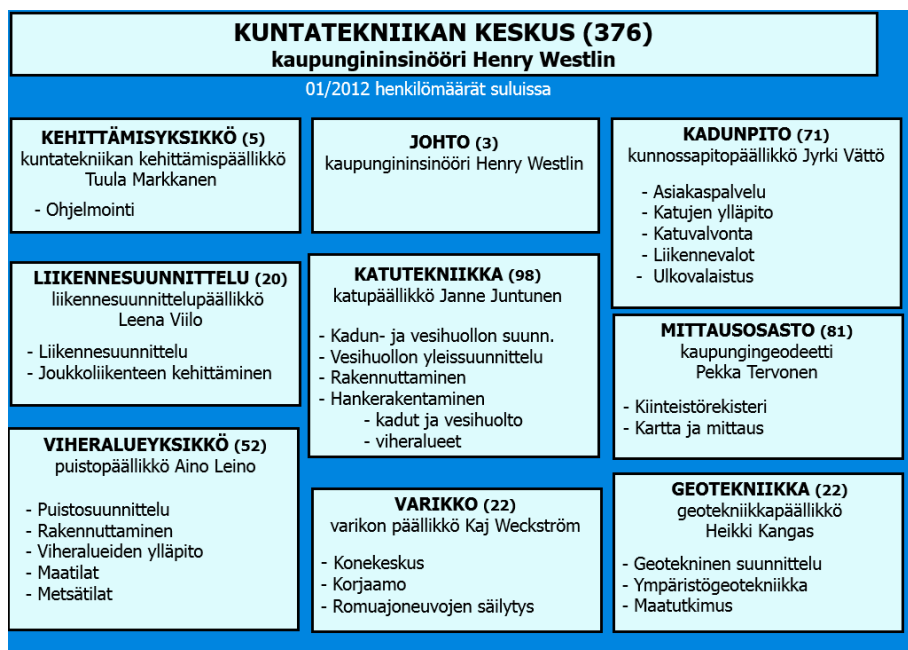 KUNTATEKNIIKAN KESKUS (376)
kaupungininsinööri Henry Westlin
01/2012 henkilömäärät suluissa
KEHITTÄMISYKSIKKÖ (5)
kuntatekniikan kehittämispäällikkö
Tuula Markkanen
- Ohjelmointi
JOHTO (3)
kaupungininsinööri Henry Westlin
KADUNPITO (71)
kunnossapitopäällikkö Jyrki Vättö
- Asiakaspalvelu
- Katujen ylläpito
- Katuvalvonta
- Liikennevalot
- Ulkovalaistus
LIIKENNESUUNNITTELU (20)
liikennesuunnittelupäällikkö
Leena Viilo
- Liikennesuunnittelu
- Joukkoliikenteen kehittäminen
KATUTEKNIIKKA (98)
katupäällikkö Janne Juntunen
- Kadun- ja vesihuollon suunn.
- Vesihuollon yleissuunnittelu
- Rakennuttaminen
- Hankerakentaminen
- kadut ja vesihuolto
- viheralueet
MITTAUSOSASTO (81)
kaupungingeodeetti
Pekka Tervonen
- Kiinteistörekisteri
- Kartta ja mittaus
VIHERALUEYKSIKKÖ (52)
puistopäällikkö Aino Leino
- Puistosuunnittelu
- Rakennuttaminen
- Viheralueiden ylläpito
- Maatilat
- Metsätilat
VARIKKO (22)
varikon päällikkö Kaj Weckström
- Konekeskus
- Korjaamo
- Romuajoneuvojen säilytys
GEOTEKNIIKKA (22)
geotekniikkapäällikkö
Heikki Kangas
- Geotekninen suunnittelu
- Ympäristögeotekniikka
- Maatutkimus